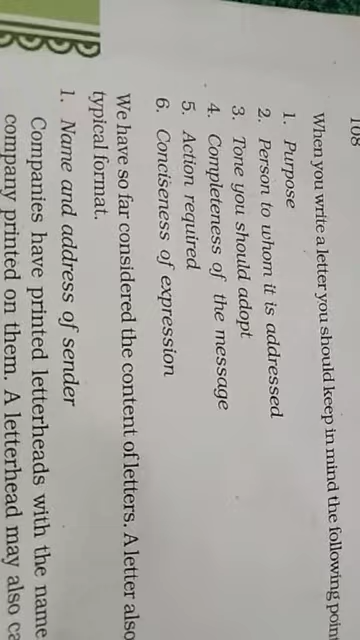 108
When you write a letter you should keep in mind the following poin
1. Purpose
2. Person to whom it is addressed
3. Tone you should adopt
4. Completeness of the message
5. Action required
6. Conciseness of expression
We have so far considered the content of letters. A letter also
typical format.
1. Name and address of sender
Companies have printed letterheads with the name
company printed on them. A letterhead may also ca